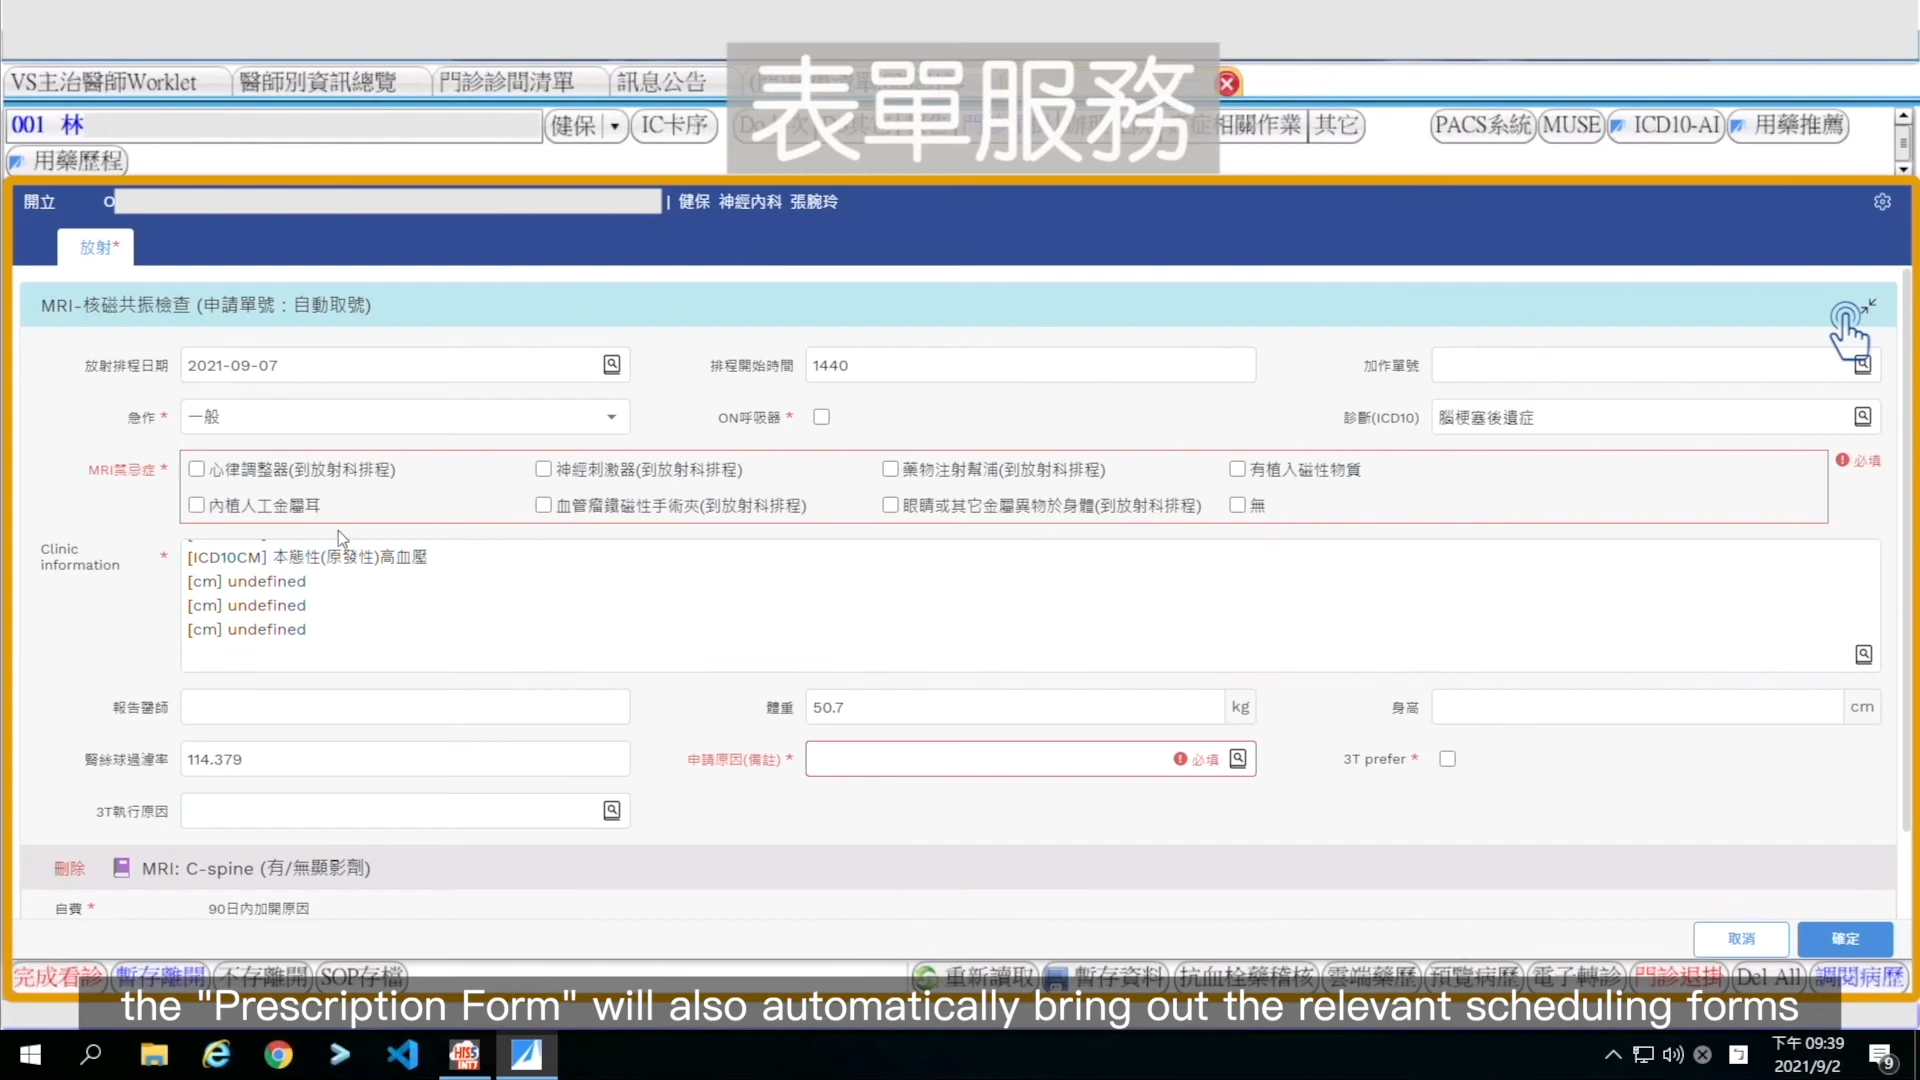 表單服務
VS主治醫師Worklet 醫師別資訊總覽 門診診間清單 訊息公告
001 林 健保 IC卡序 相關作業 其它 PACS系統 MUSE ICD10-AI 用藥推薦
用藥歷程
開立 | 健保 神經內科 張腕玲
放射*
MRI-核磁共振檢查 (申請單號：自動取號)
放射排程日期 2021-09-07 排程開始時間 1440 加作單號
急作 * 一般 ON呼吸器 * 診斷(ICD10) 腦梗塞後遺症
MRI禁忌症 * 心律調整器(到放射科排程) 神經刺激器(到放射科排程) 藥物注射幫浦(到放射科排程) 有植入磁性物質 必填
內植人工金屬耳 血管瘤鐵磁性手術夾(到放射科排程) 眼睛或其它金屬異物於身體(到放射科排程) 無
Clinic information *
[ICD10CM] 本態性(原發性)高血壓
[cm] undefined
[cm] undefined
[cm] undefined
報告醫師 體重 50.7 kg 身高 cm
腎絲球過濾率 114.379 申請原因(備註) * 必填 3T prefer *
3T執行原因
刪除 MRI: C-spine (有/無顯影劑)
自費 * 90日內加開原因
取消 確定
完成看診 暫存離開 不存離開 SOP存檔 重新讀取 暫存資料 抗血栓藥稽核 雲端藥歷 預覽病歷 電子轉診 門診退掛 Del All 調閱病歷
the "Prescription Form" will also automatically bring out the relevant scheduling forms
HIS5 INT7
下午 09:39
2021/9/2
9